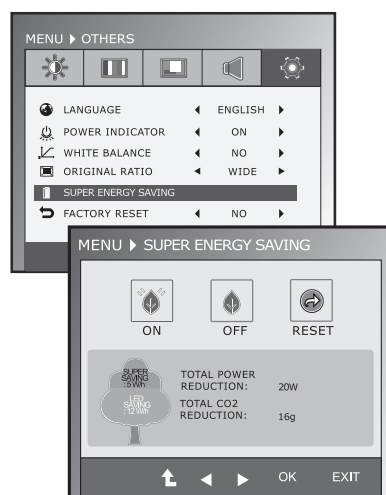 MENU ▶ OTHERS
LANGUAGE ◀ ENGLISH ▶
POWER INDICATOR ◀ ON ▶
WHITE BALANCE ◀ NO ▶
ORIGINAL RATIO ◀ WIDE ▶
SUPER ENERGY SAVING
FACTORY RESET ◀ NO ▶
MENU ▶ SUPER ENERGY SAVING
ON OFF RESET
SUPER
SAVING
:5 W/h
LED
SAVING
:12 W/h
TOTAL POWER
REDUCTION: 20W
TOTAL CO2
REDUCTION: 16g
◀ ▶ OK EXIT